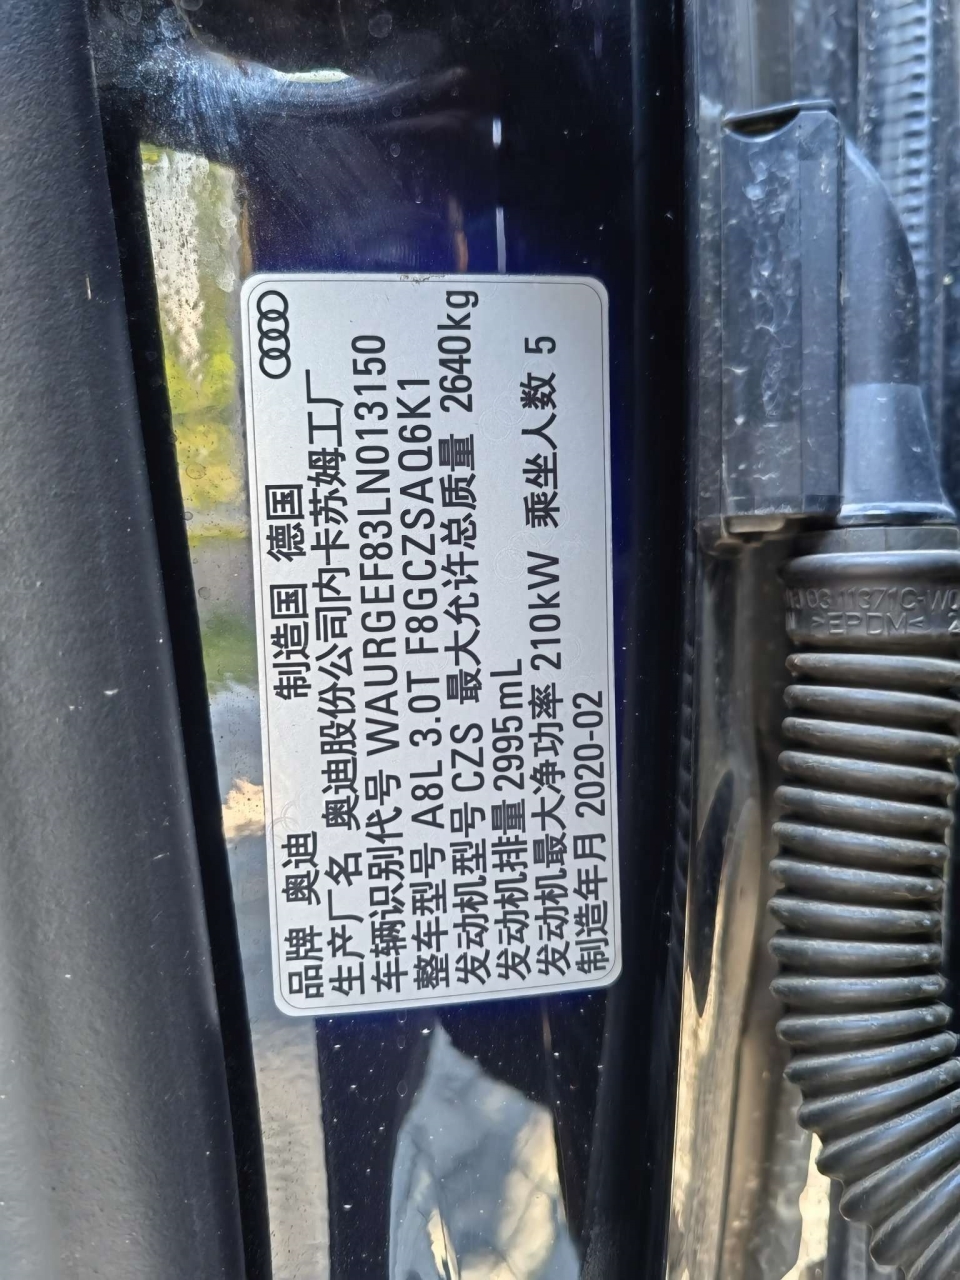 品牌 奥迪 制造国 德国
生产厂名 奥迪股份公司内卡苏姆工厂
车辆识别代号 WAURGEF83LN013150
整车型号 A8L 3.0T F8GCZSAQ6K1
发动机型号 CZS 最大允许总质量 2640kg
发动机排量 2995mL
发动机最大净功率 210kW 乘坐人数 5
制造年月 2020-02
>EPDM<